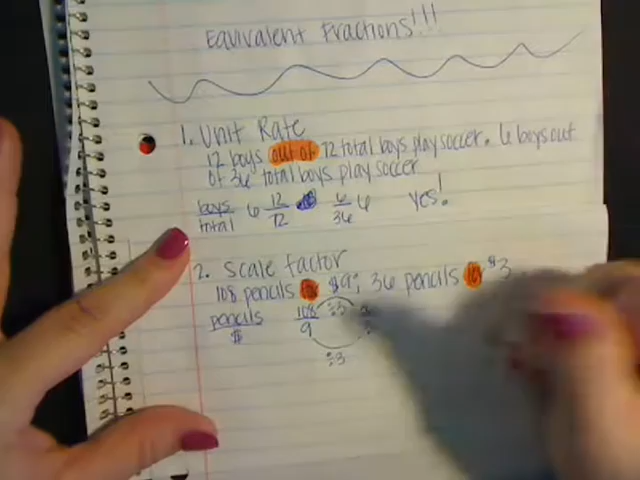 Equivalent Fractions!!!
1. Unit Rate
12 boys out of 72 total boys play soccer. 6 boys out
of 36 total boys play soccer
boys 6 12 6 6 yes!
total 72 36
2. Scale factor
108 pencils $9; 36 pencils $3
pencils 108 ÷3
$ 9
÷3